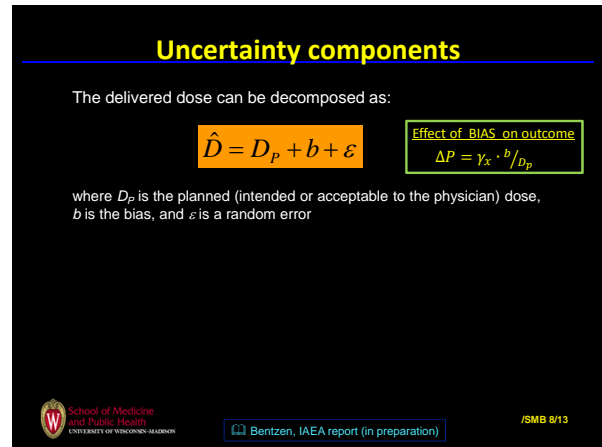 Uncertainty components
The delivered dose can be decomposed as:
D̂ = D_P + b + ε
Effect of BIAS on outcome
ΔP = γₓ · b/D_p
where D_P is the planned (intended or acceptable to the physician) dose,
b is the bias, and ε is a random error
School of Medicine
and Public Health
UNIVERSITY OF WISCONSIN-MADISON
W
Bentzen, IAEA report (in preparation)
/SMB 8/13